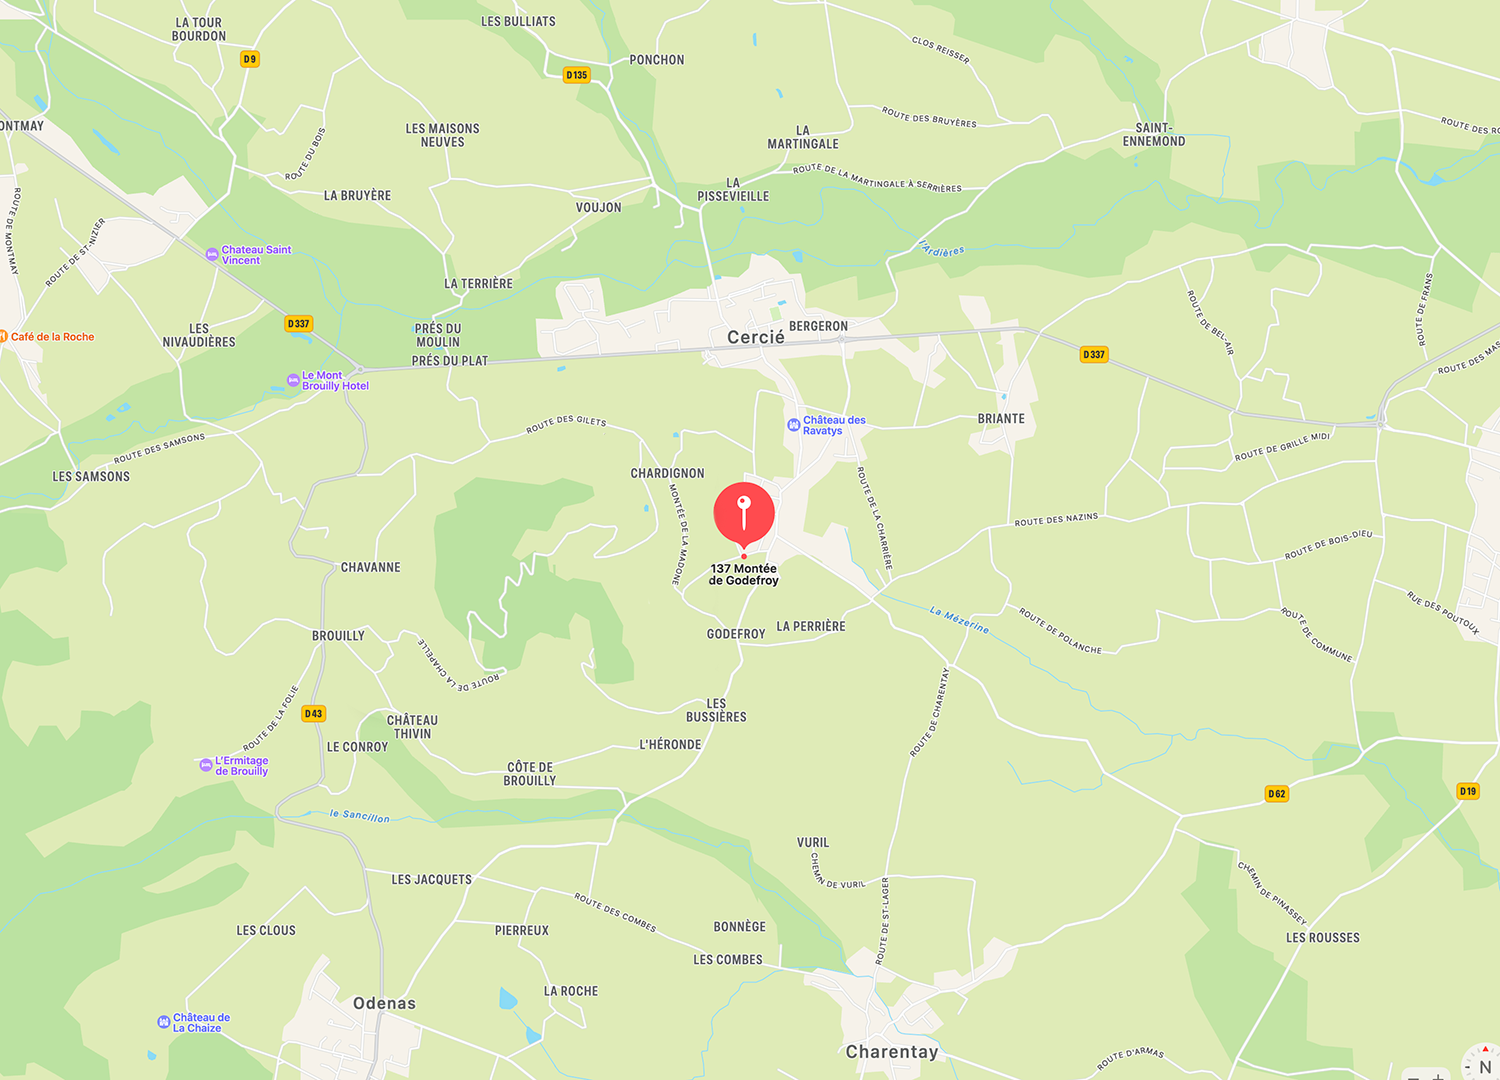 LA TOUR
BOURDON
LES BULLIATS
D9
D135
PONCHON
CLOS REISSER
ROUTE DES BRUYÈRES
LES MAISONS
NEUVES
LA
MARTINGALE
SAINT-
ENNEMOND
ROUTE DES RO
ONTMAY
ROUTE DU BOIS
LA BRUYÈRE
ROUTE DE LA MARTINGALE À SERRIÈRES
LA
PISSEVIEILLE
VOUJON
ROUTE DE MONTMAY
ROUTE DE ST-NIZIER
Chateau Saint
Vincent
l'Ardières
LA TERRIÈRE
D337
LES
NIVAUDIÈRES
Café de la Roche
PRÉS DU
MOULIN
PRÉS DU PLAT
Cercié
BERGERON
ROUTE DE BEL-AIR
ROUTE DE FRANS
D337
ROUTE DES MAS
Le Mont
Brouilly Hotel
ROUTE DES GILETS
Château des
Ravatys
BRIANTE
ROUTE DES SAMSONS
LES SAMSONS
CHARDIGNON
MONTÉE DE LA MADONE
ROUTE DE LA CHARRIÈRE
ROUTE DE GRILLE MIDI
ROUTE DES NAZINS
ROUTE DE BOIS-DIEU
CHAVANNE
137 Montée
de Godefroy
La Mézerine
ROUTE DE POLANCHE
ROUTE DE COMMUNE
RUE DES POUTOUX
BROUILLY
GODEFROY
LA PERRIÈRE
ROUTE DE LA CHAPELLE
ROUTE DE LA FOLIE
D43
CHÂTEAU
THIVIN
LES
BUSSIÈRES
ROUTE DE CHARENTAY
LE CONROY
L'HÉRONDE
L'Ermitage
de Brouilly
CÔTE DE
BROUILLY
D62
D19
le Sancillon
VURIL
CHEMIN DE VURIL
LES JACQUETS
ROUTE DES COMBES
ROUTE DE ST-LAGER
CHEMIN DE PINASSEY
LES CLOUS
PIERREUX
BONNÈGE
LES ROUSSES
LES COMBES
Odenas
LA ROCHE
Château de
La Chaize
Charentay
ROUTE D'ARMAS
N